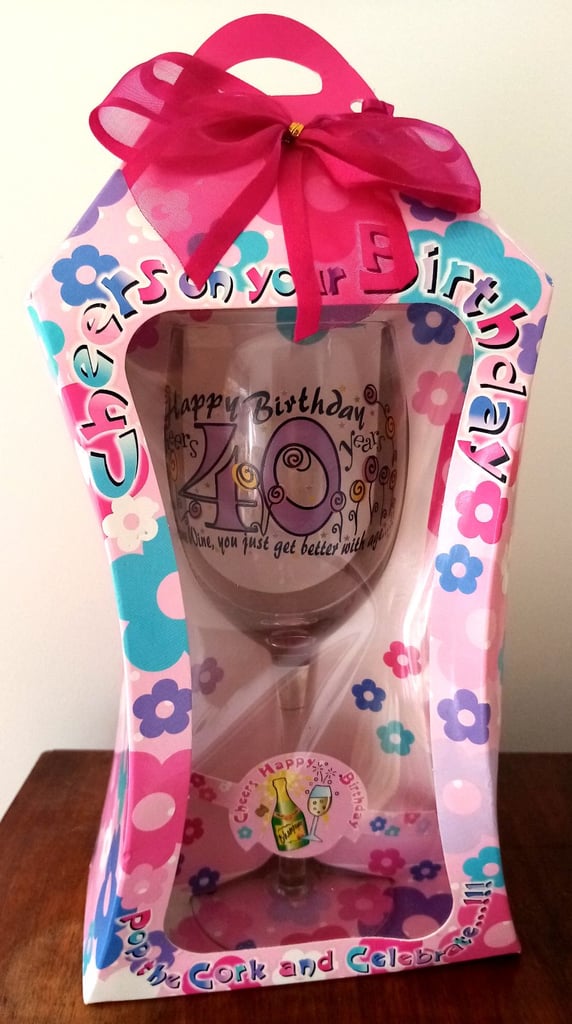 Cheers on your Birthday
Happy Birthday
40 years
Wine, you just get better with age...
Cheers Happy Birthday
Pop the Cork and Celebrate...!!!